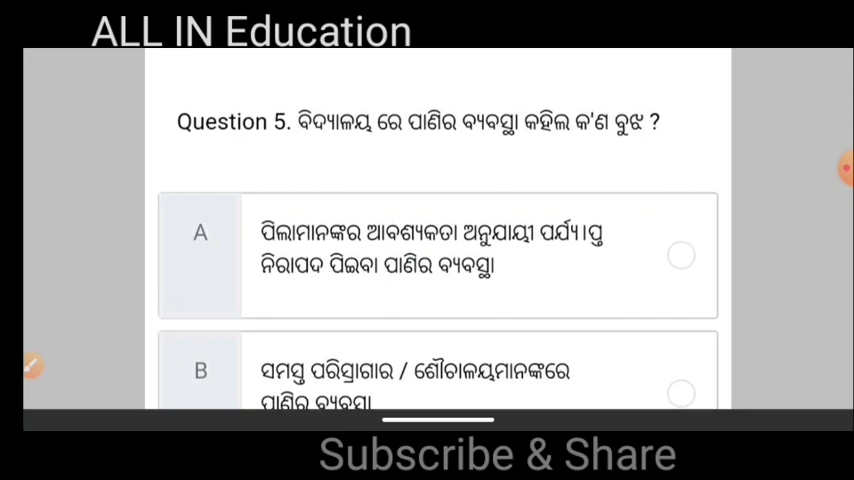 ALL IN Education
Question 5. ବିଦ୍ୟାଳୟ ରେ ପାଣିର ବ୍ୟବସ୍ଥା କହିଲ କ'ଣ ବୁଝ ?
A
ପିଲାମାନଙ୍କର ଆବଶ୍ୟକତା ଅନୁଯାୟୀ ପର୍ଯ୍ୟାପ୍ତ
ନିରାପଦ ପିଇବା ପାଣିର ବ୍ୟବସ୍ଥା
B
ସମସ୍ତ ପରିସ୍ରାଗାର / ଶୌଚାଳୟମାନଙ୍କରେ
ପାଣିର ବ୍ୟବସ୍ଥା
Subscribe & Share